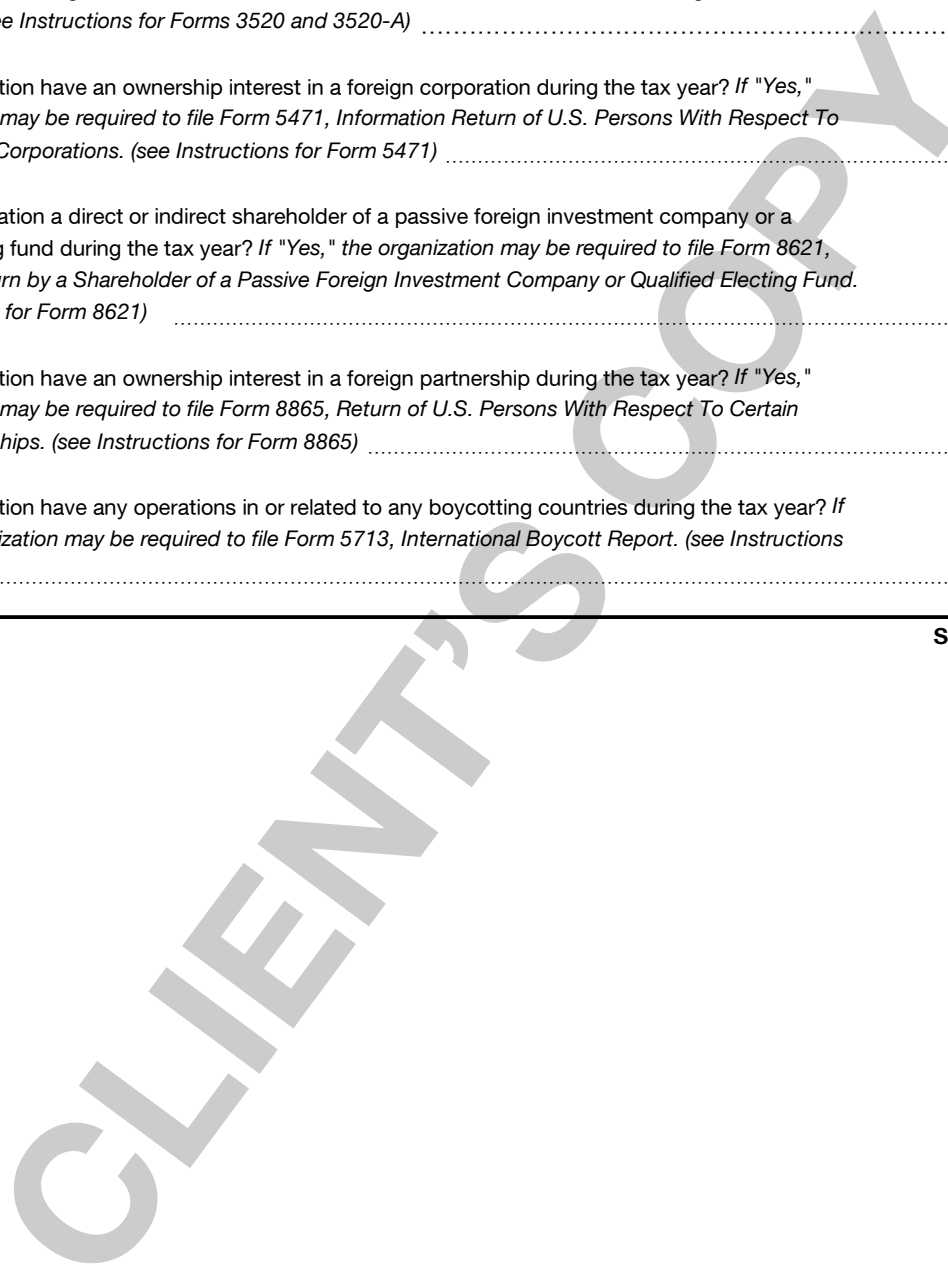 e Instructions for Forms 3520 and 3520-A)
tion have an ownership interest in a foreign corporation during the tax year? If "Yes,"
may be required to file Form 5471, Information Return of U.S. Persons With Respect To
Corporations. (see Instructions for Form 5471)
ation a direct or indirect shareholder of a passive foreign investment company or a
g fund during the tax year? If "Yes," the organization may be required to file Form 8621,
rn by a Shareholder of a Passive Foreign Investment Company or Qualified Electing Fund.
for Form 8621)
tion have an ownership interest in a foreign partnership during the tax year? If "Yes,"
may be required to file Form 8865, Return of U.S. Persons With Respect To Certain
hips. (see Instructions for Form 8865)
tion have any operations in or related to any boycotting countries during the tax year? If
ization may be required to file Form 5713, International Boycott Report. (see Instructions
S
CLIENT'S COPY